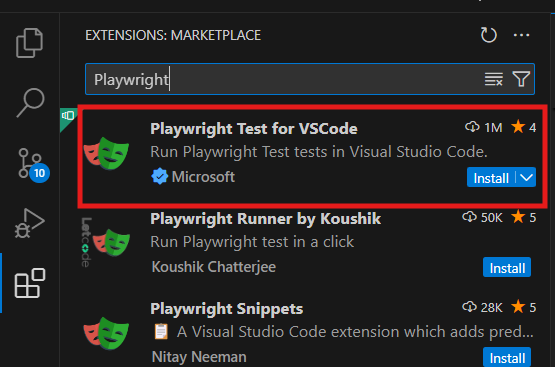 EXTENSIONS: MARKETPLACE
Playwright
Playwright Test for VSCode 1M 4
Run Playwright Test tests in Visual Studio Code.
Microsoft Install
10
Playwright Runner by Koushik 50K 5
Letcode
Run Playwright test in a click
Koushik Chatterjee Install
Playwright Snippets 28K 5
📋 A Visual Studio Code extension which adds pred...
Nitay Neeman Install